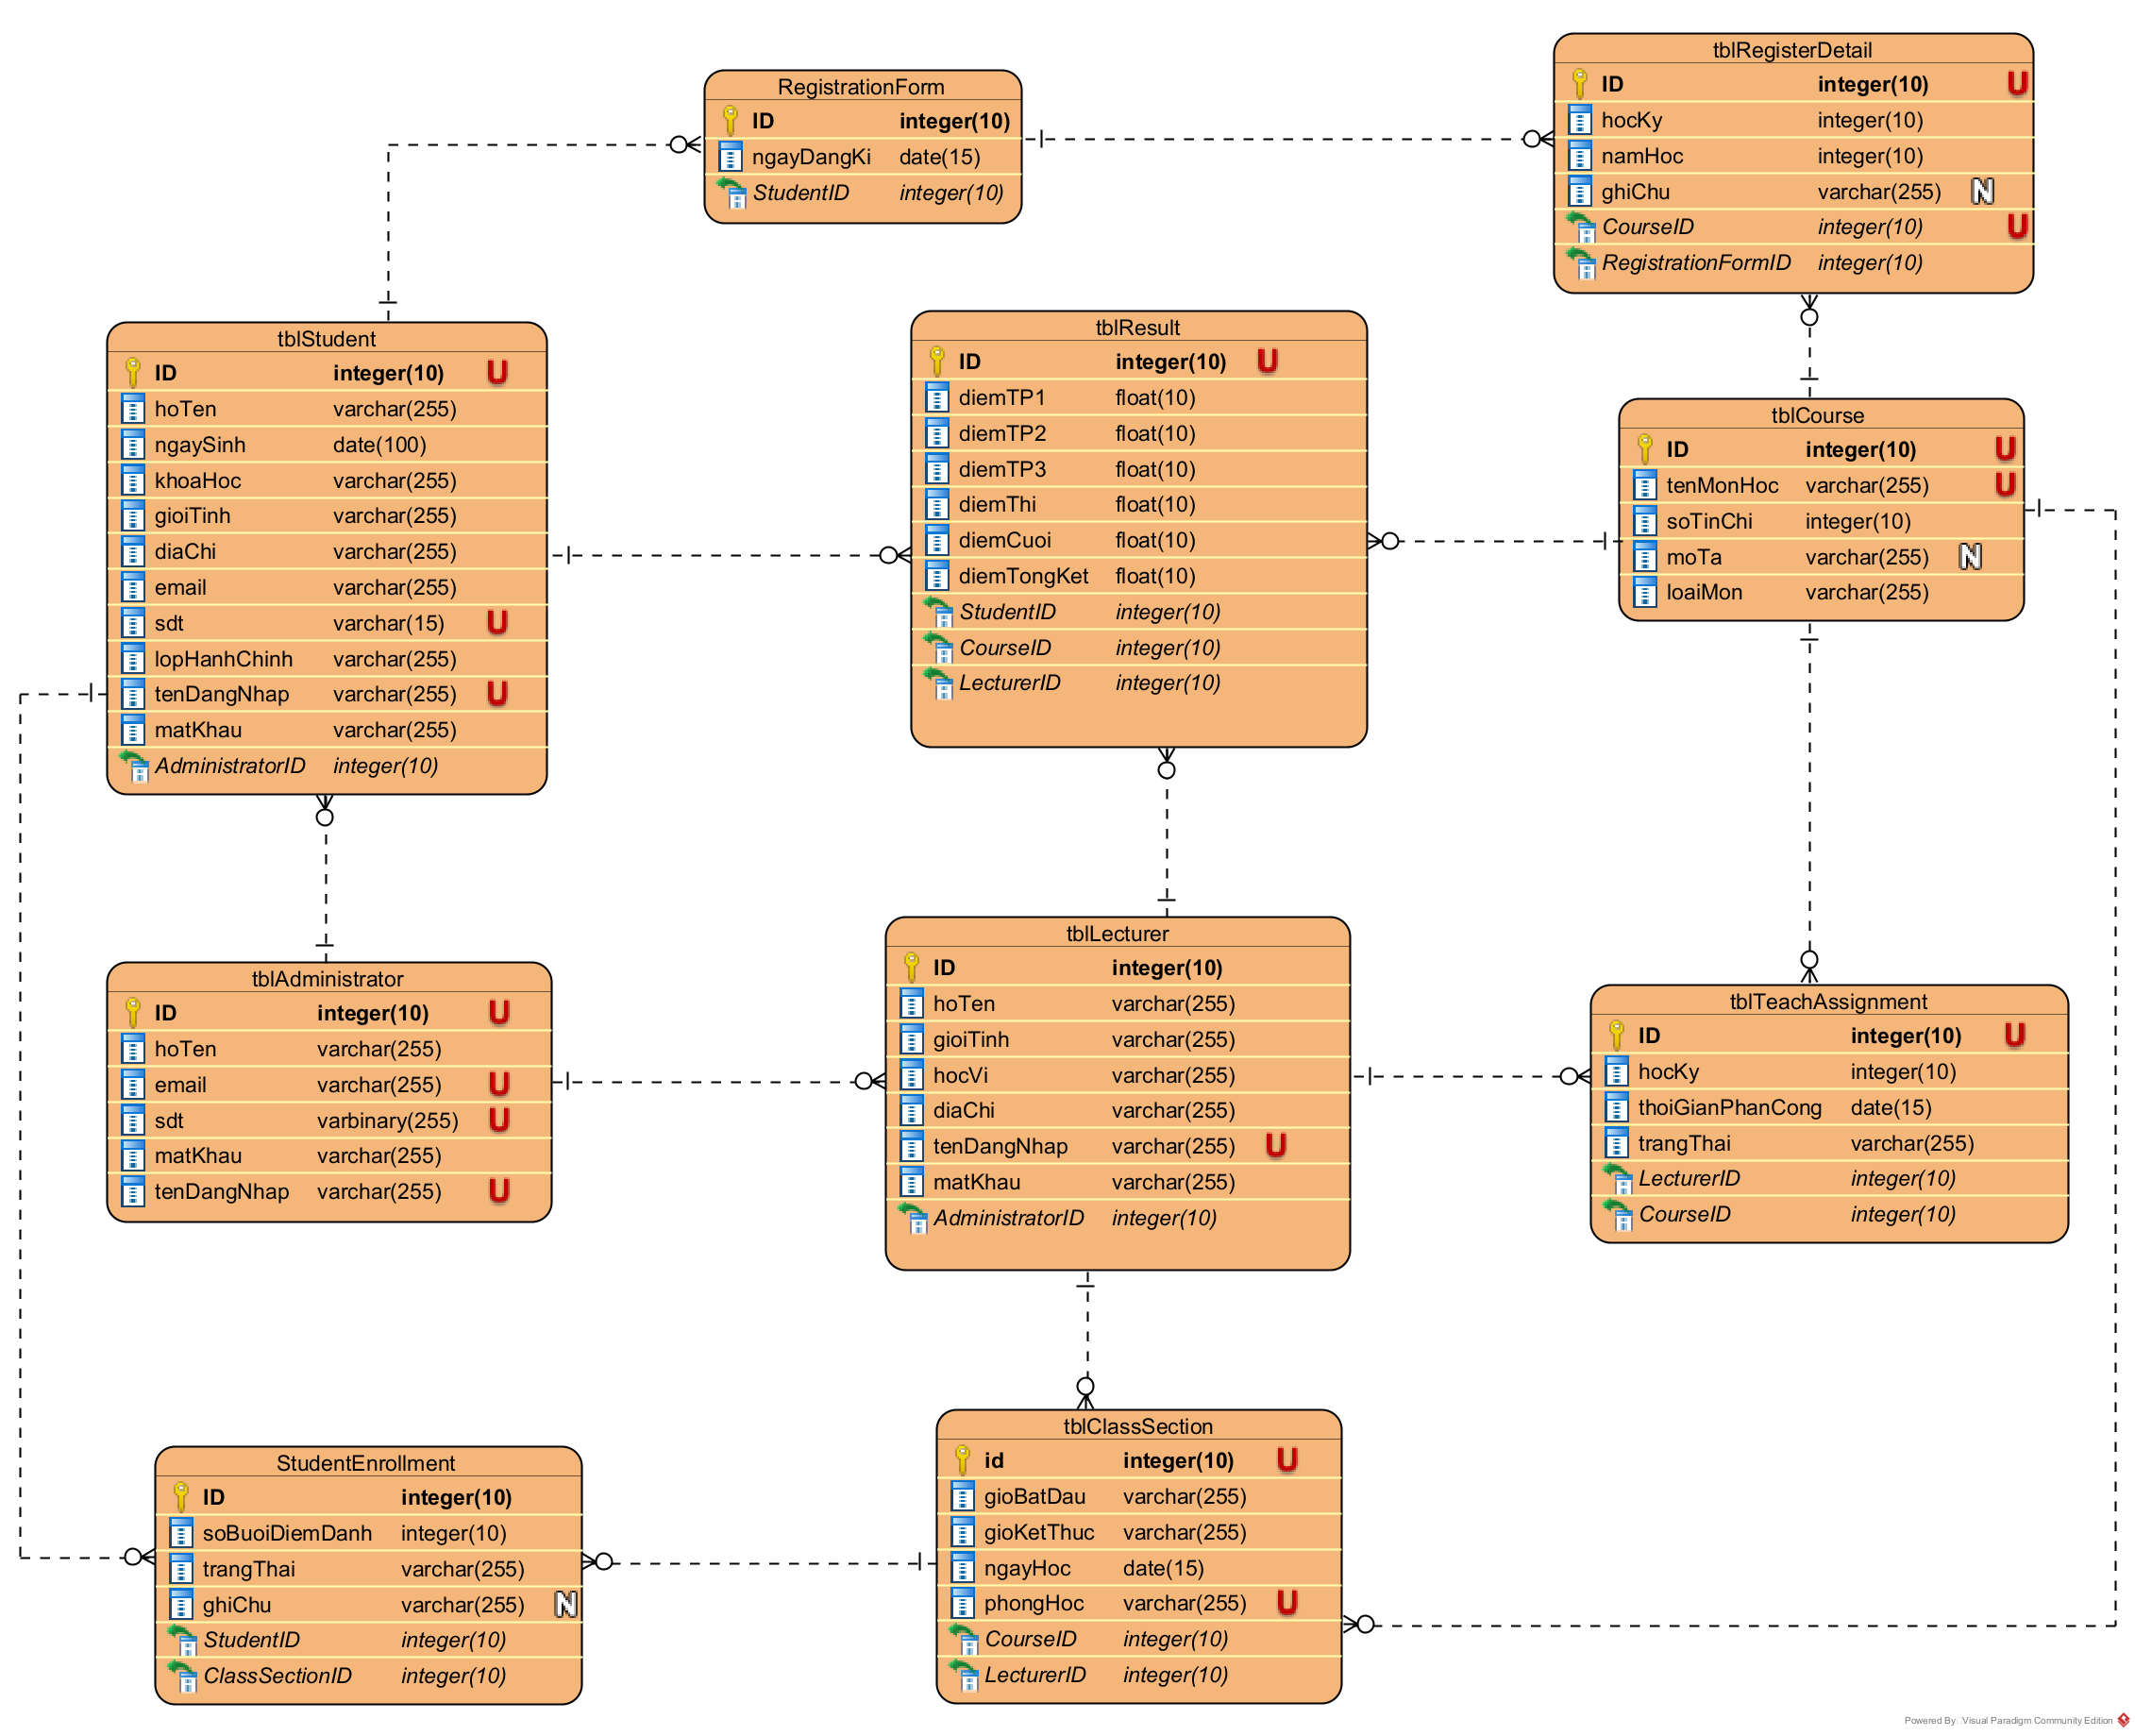 RegistrationForm
ID integer(10)
ngayDangKi date(15)
StudentID integer(10)
tblRegisterDetail
ID integer(10) U
hocKy integer(10)
namHoc integer(10)
ghiChu varchar(255) N
CourseID integer(10) U
RegistrationFormID integer(10)
tblStudent
ID integer(10) U
hoTen varchar(255)
ngaySinh date(100)
khoaHoc varchar(255)
gioiTinh varchar(255)
diaChi varchar(255)
email varchar(255)
sdt varchar(15) U
lopHanhChinh varchar(255)
tenDangNhap varchar(255) U
matKhau varchar(255)
AdministratorID integer(10)
tblResult
ID integer(10) U
diemTP1 float(10)
diemTP2 float(10)
diemTP3 float(10)
diemThi float(10)
diemCuoi float(10)
diemTongKet float(10)
StudentID integer(10)
CourseID integer(10)
LecturerID integer(10)
tblCourse
ID integer(10) U
tenMonHoc varchar(255) U
soTinChi integer(10)
moTa varchar(255) N
loaiMon varchar(255)
tblAdministrator
ID integer(10) U
hoTen varchar(255)
email varchar(255) U
sdt varbinary(255) U
matKhau varchar(255)
tenDangNhap varchar(255) U
tblLecturer
ID integer(10)
hoTen varchar(255)
gioiTinh varchar(255)
hocVi varchar(255)
diaChi varchar(255)
tenDangNhap varchar(255) U
matKhau varchar(255)
AdministratorID integer(10)
tblTeachAssignment
ID integer(10) U
hocKy integer(10)
thoiGianPhanCong date(15)
trangThai varchar(255)
LecturerID integer(10)
CourseID integer(10)
StudentEnrollment
ID integer(10)
soBuoiDiemDanh integer(10)
trangThai varchar(255)
ghiChu varchar(255) N
StudentID integer(10)
ClassSectionID integer(10)
tblClassSection
id integer(10) U
gioBatDau varchar(255)
gioKetThuc varchar(255)
ngayHoc date(15)
phongHoc varchar(255) U
CourseID integer(10)
LecturerID integer(10)
Powered By Visual Paradigm Community Edition